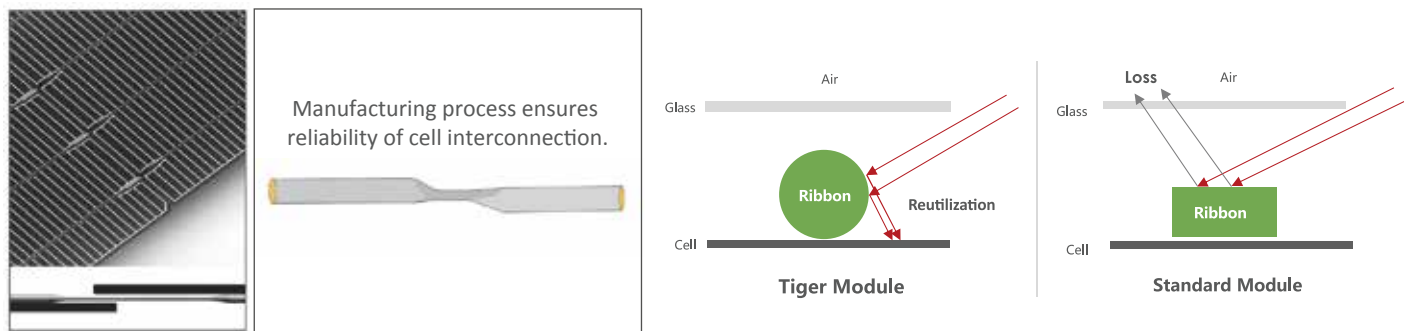 Manufacturing process ensures
reliability of cell interconnection.
Air
Glass
Ribbon
Reutilization
Cell
Tiger Module
Loss
Air
Glass
Ribbon
Cell
Standard Module